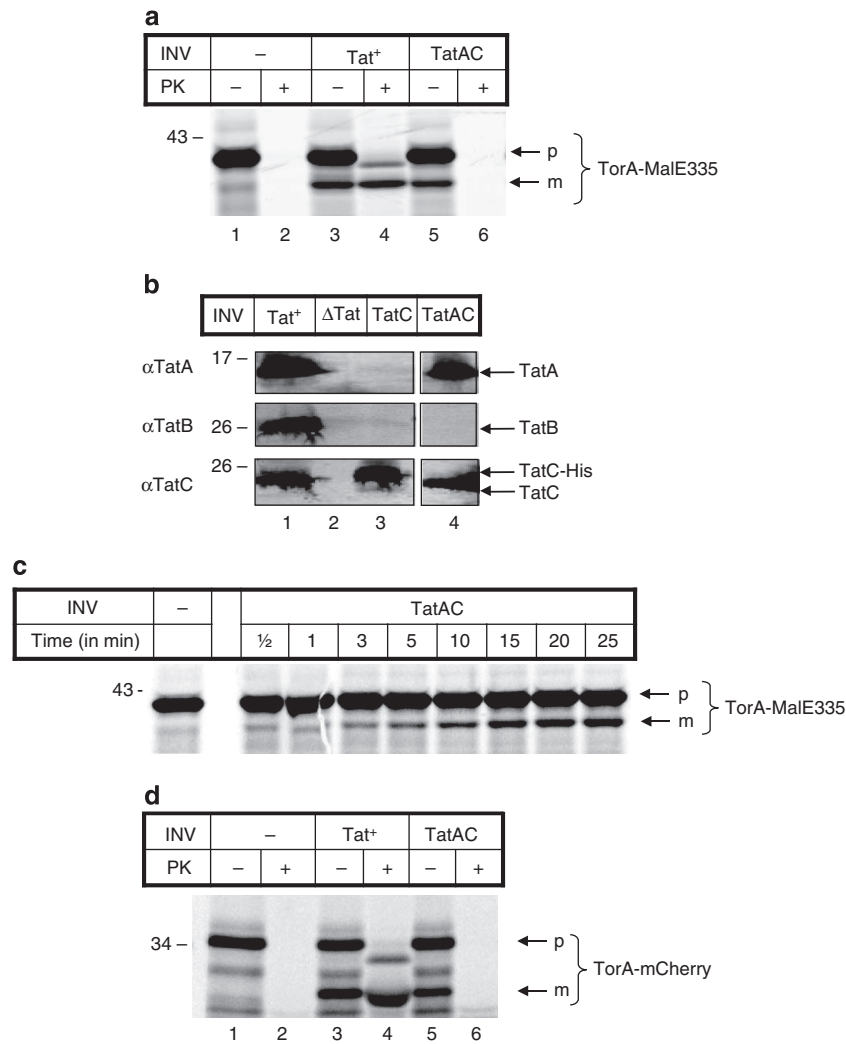 a
INV – Tat⁺ TatAC
PK – + – + – +
43 –
p
m
TorA-MalE335
1 2 3 4 5 6
b
INV Tat⁺ ΔTat TatC TatAC
αTatA 17 – TatA
αTatB 26 – TatB
αTatC 26 – TatC-His
TatC
1 2 3 4
c
INV – TatAC
Time (in min) ½ 1 3 5 10 15 20 25
43 -
p
m
TorA-MalE335
d
INV – Tat⁺ TatAC
PK – + – + – +
34 –
p
m
TorA-mCherry
1 2 3 4 5 6